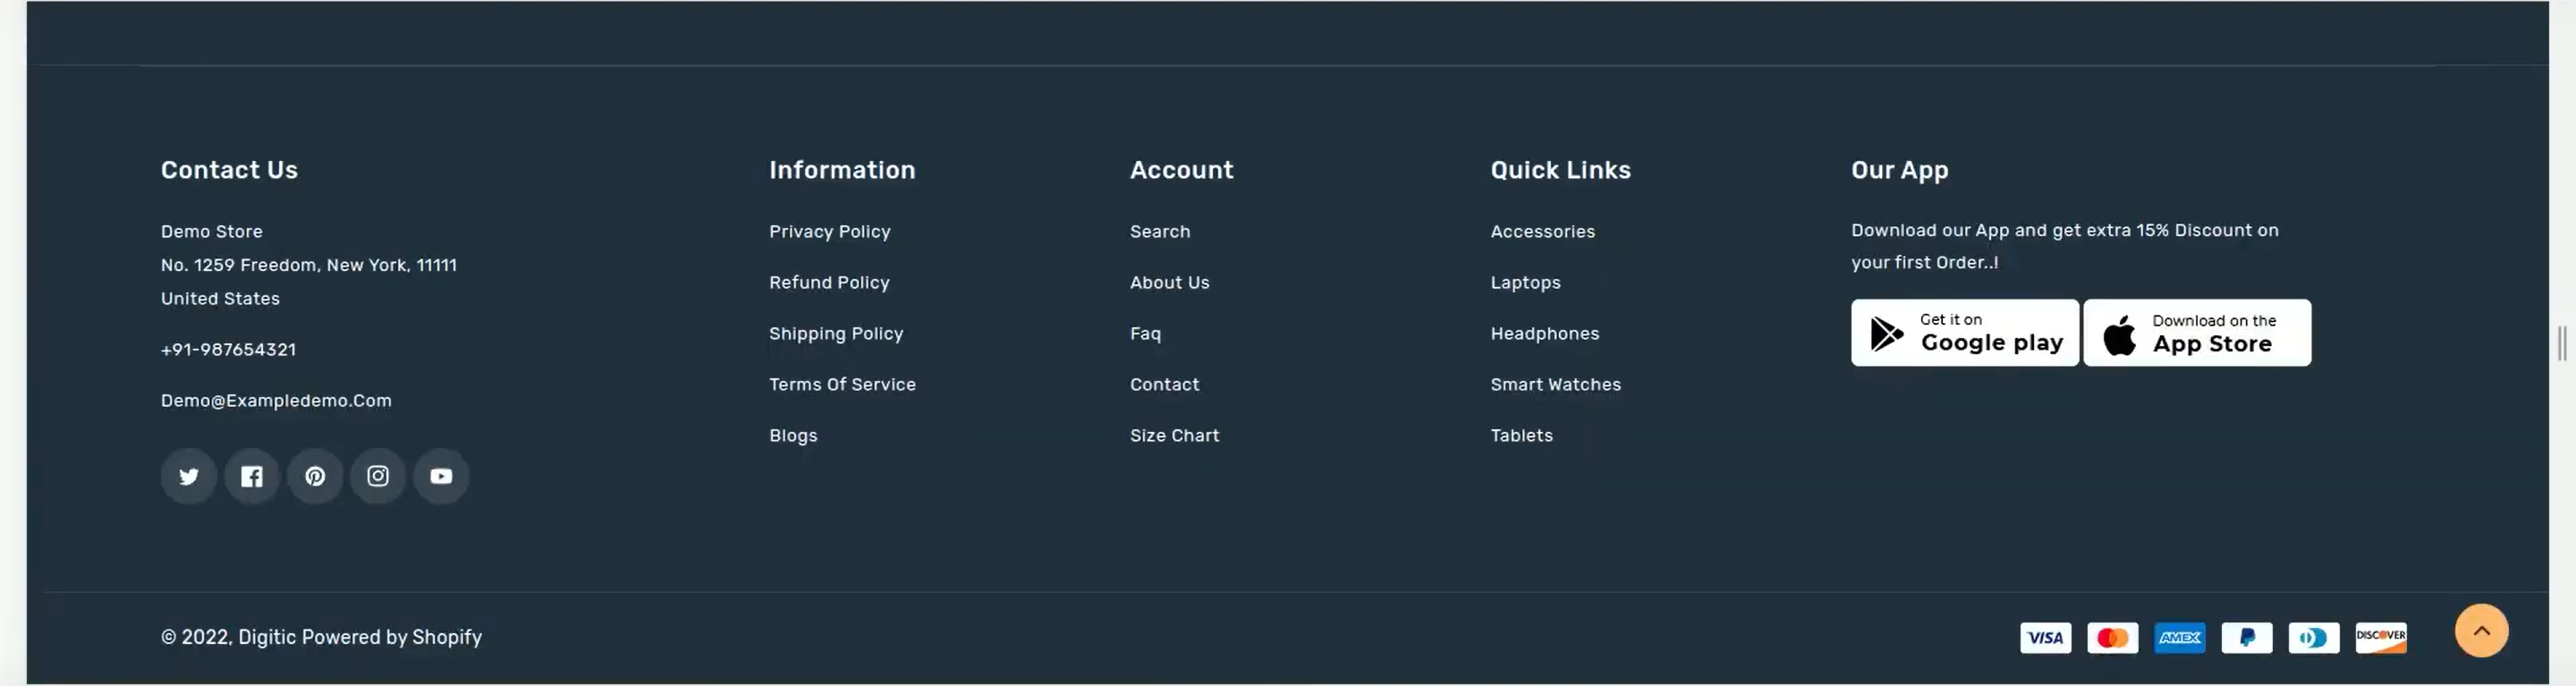 Contact Us
Demo Store
No. 1259 Freedom, New York, 11111
United States
+91-987654321
Demo@Exampledemo.Com
Information
Privacy Policy
Refund Policy
Shipping Policy
Terms Of Service
Blogs
Account
Search
About Us
Faq
Contact
Size Chart
Quick Links
Accessories
Laptops
Headphones
Smart Watches
Tablets
Our App
Download our App and get extra 15% Discount on
your first Order..!
Get it on
Google play
Download on the
App Store
© 2022, Digitic Powered by Shopify
VISA
AMEX
DISCOVER